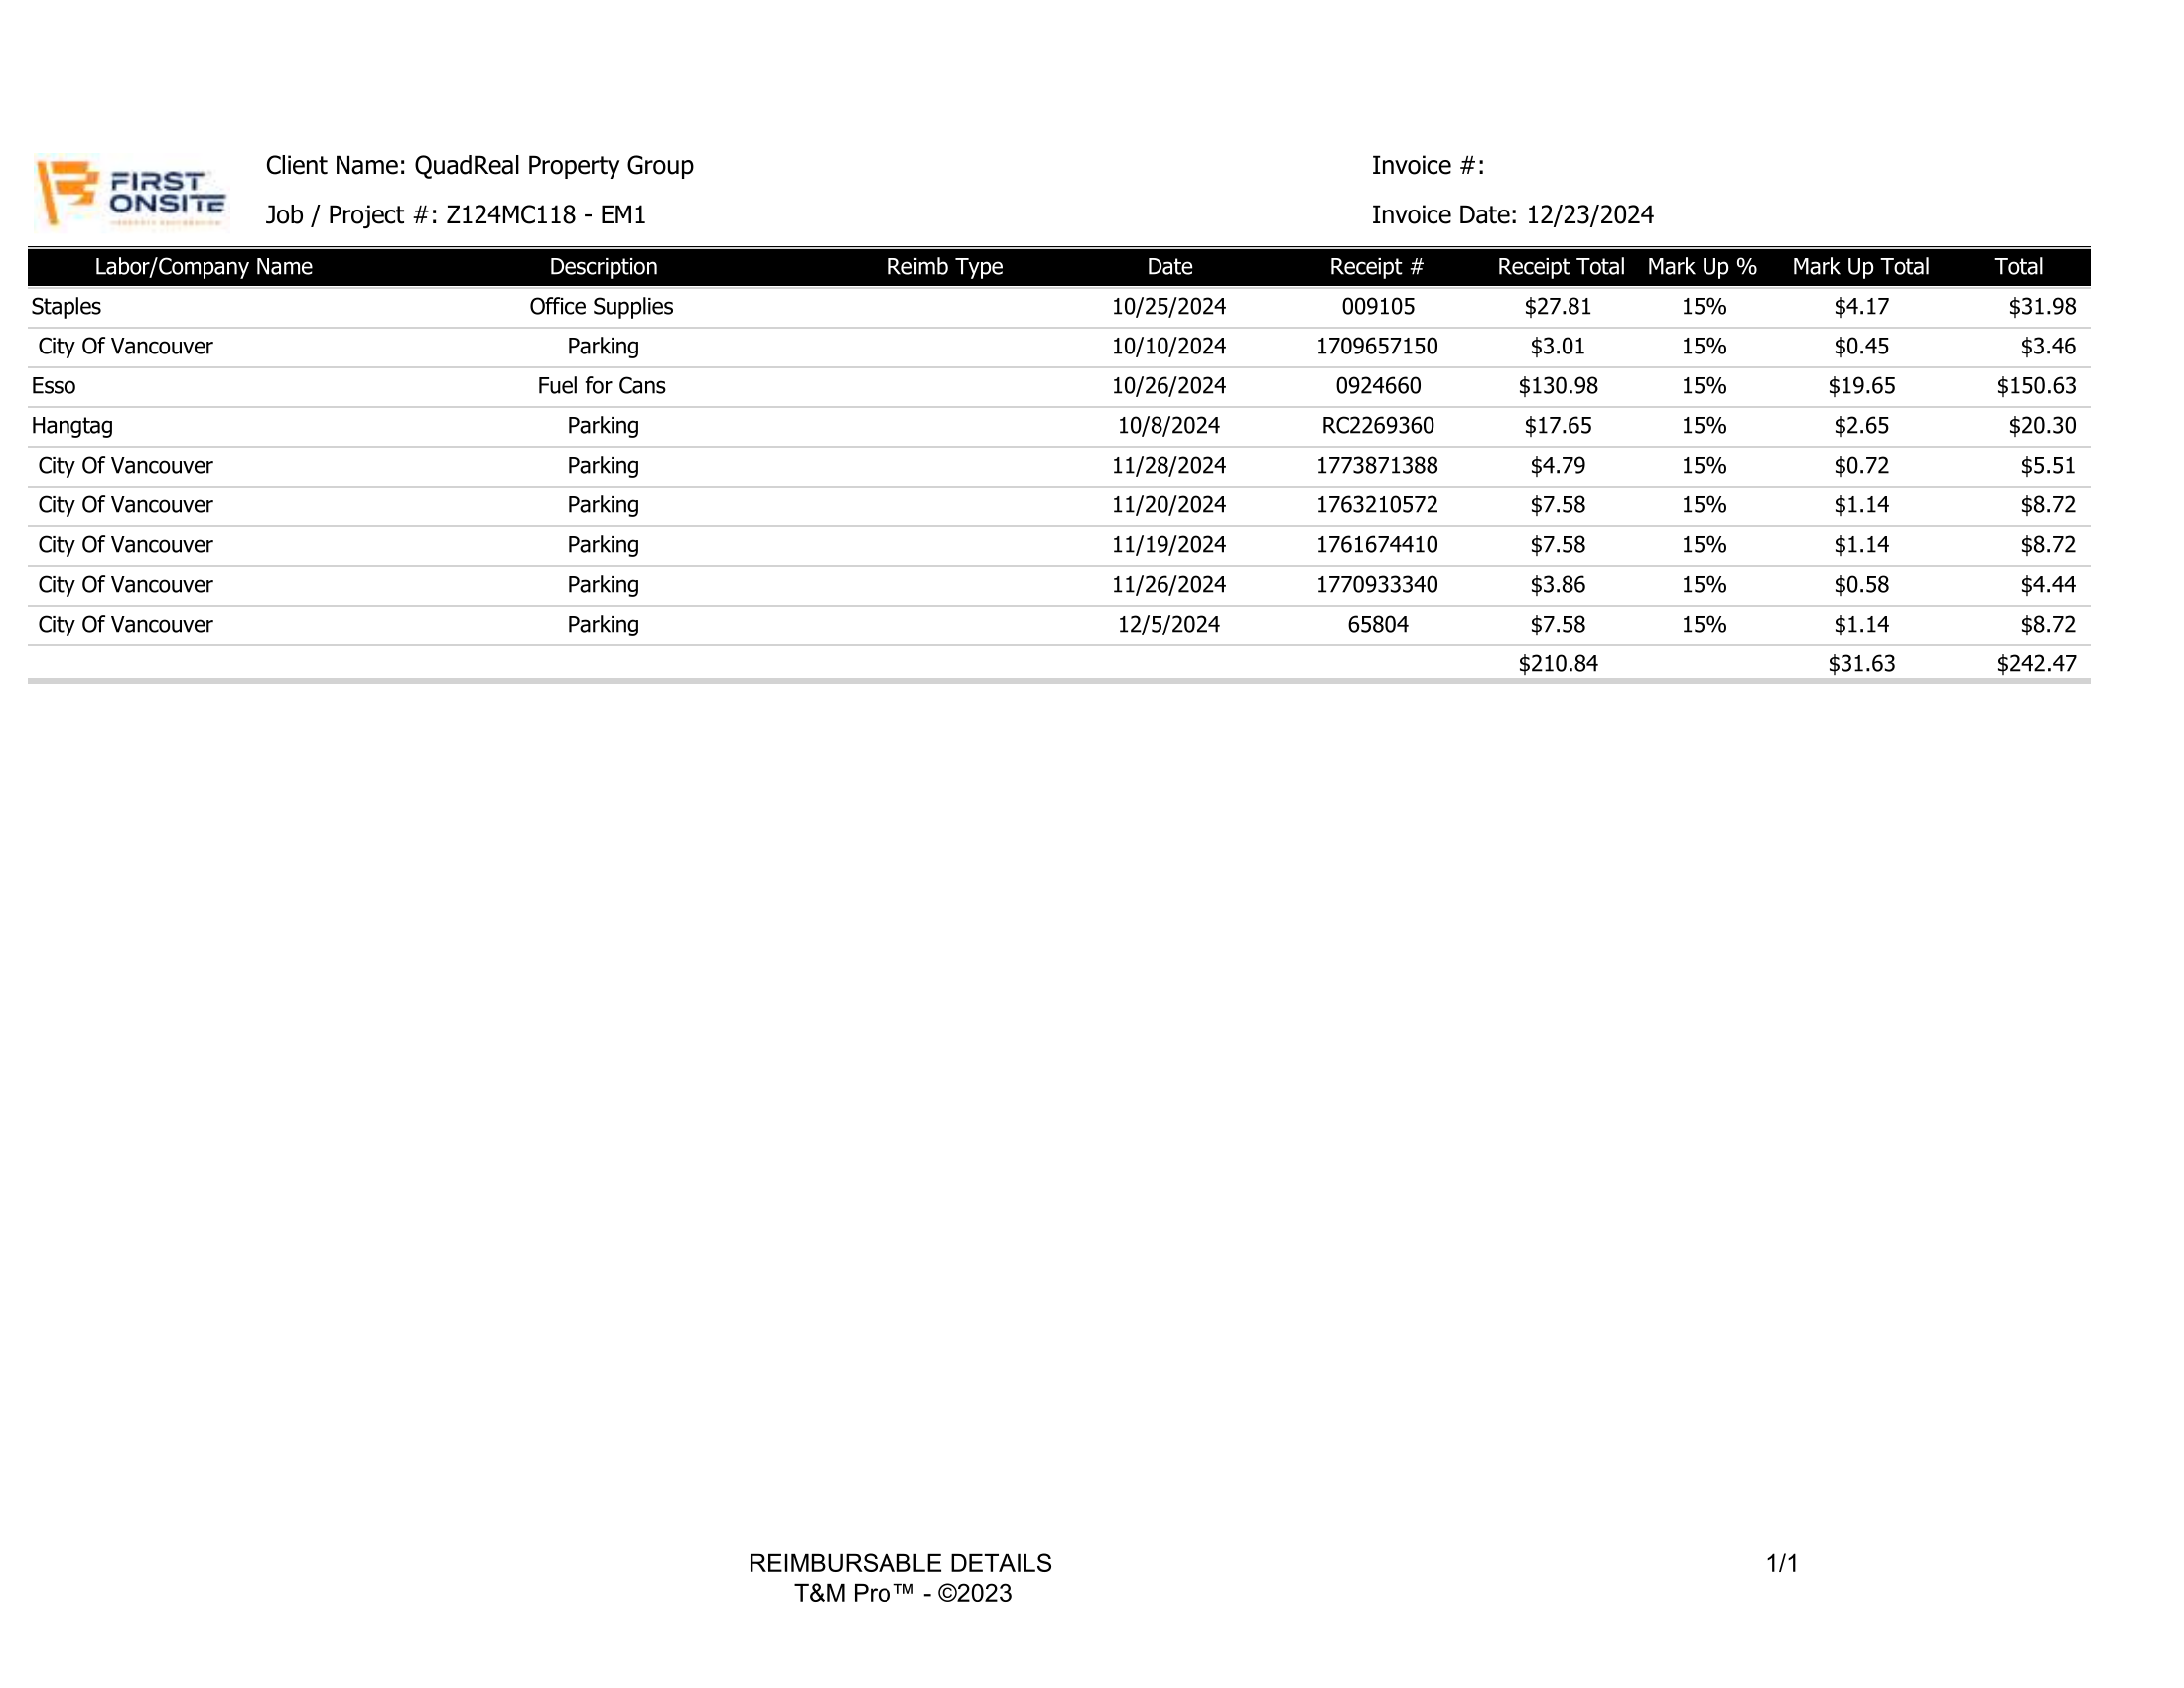 FIRST
ONSITE
Client Name: QuadReal Property Group
Invoice #:
Job / Project #: Z124MC118 - EM1
Invoice Date: 12/23/2024
Labor/Company Name Description Reimb Type Date Receipt # Receipt Total Mark Up % Mark Up Total Total
Staples Office Supplies 10/25/2024 009105 $27.81 15% $4.17 $31.98
City Of Vancouver Parking 10/10/2024 1709657150 $3.01 15% $0.45 $3.46
Esso Fuel for Cans 10/26/2024 0924660 $130.98 15% $19.65 $150.63
Hangtag Parking 10/8/2024 RC2269360 $17.65 15% $2.65 $20.30
City Of Vancouver Parking 11/28/2024 1773871388 $4.79 15% $0.72 $5.51
City Of Vancouver Parking 11/20/2024 1763210572 $7.58 15% $1.14 $8.72
City Of Vancouver Parking 11/19/2024 1761674410 $7.58 15% $1.14 $8.72
City Of Vancouver Parking 11/26/2024 1770933340 $3.86 15% $0.58 $4.44
City Of Vancouver Parking 12/5/2024 65804 $7.58 15% $1.14 $8.72
$210.84 $31.63 $242.47
REIMBURSABLE DETAILS 1/1
T&M Pro™ - ©2023